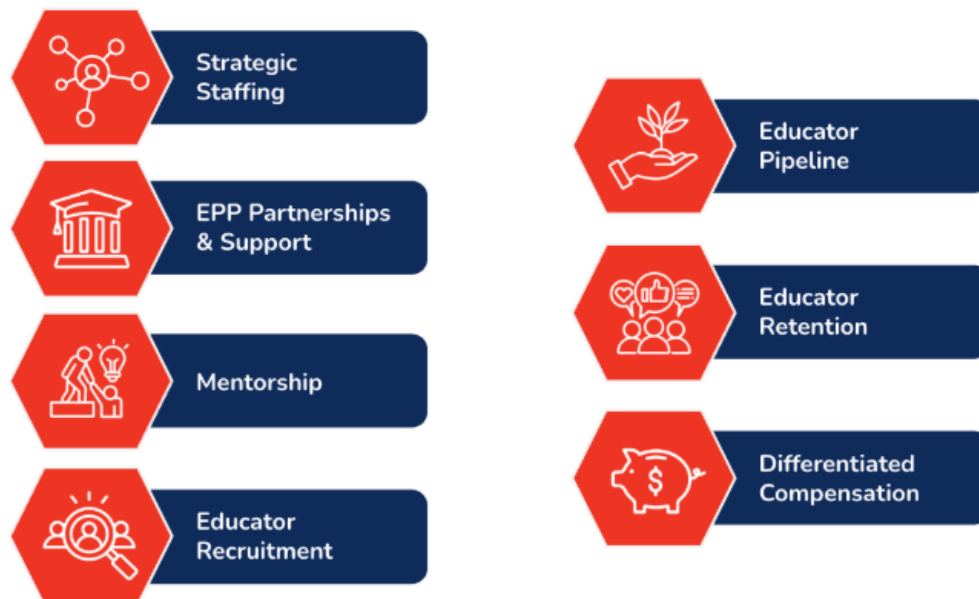 Strategic
Staffing
EPP Partnerships
& Support
Mentorship
Educator
Recruitment
Educator
Pipeline
Educator
Retention
$
Differentiated
Compensation